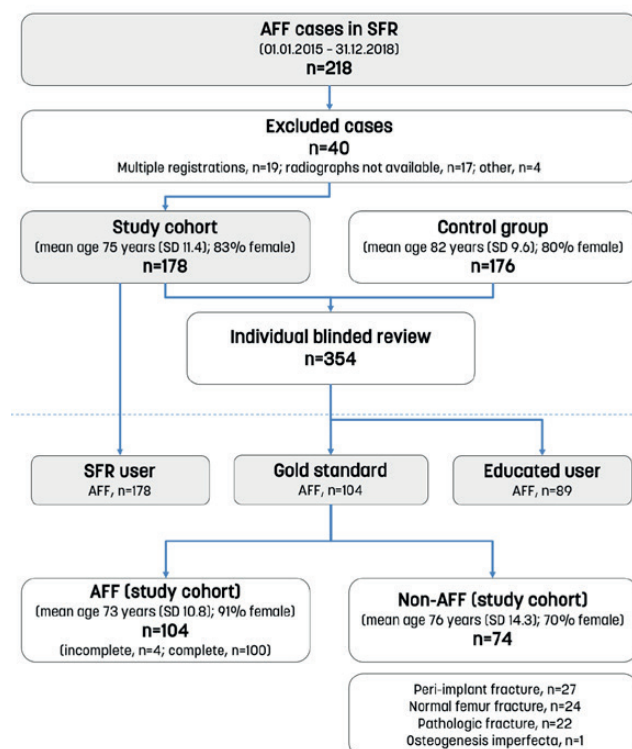 AFF cases in SFR
(01.01.2015 – 31.12.2018)
n=218
Excluded cases
n=40
Multiple registrations, n=19; radiographs not available, n=17; other, n=4
Study cohort
(mean age 75 years (SD 11.4); 83% female)
n=178
Control group
(mean age 82 years (SD 9.6); 80% female)
n=176
Individual blinded review
n=354
SFR user
AFF, n=178
Gold standard
AFF, n=104
Educated user
AFF, n=89
AFF (study cohort)
(mean age 73 years (SD 10.8); 91% female)
n=104
(incomplete, n=4; complete, n=100)
Non-AFF (study cohort)
(mean age 76 years (SD 14.3); 70% female)
n=74
Peri-implant fracture, n=27
Normal femur fracture, n=24
Pathologic fracture, n=22
Osteogenesis imperfecta, n=1